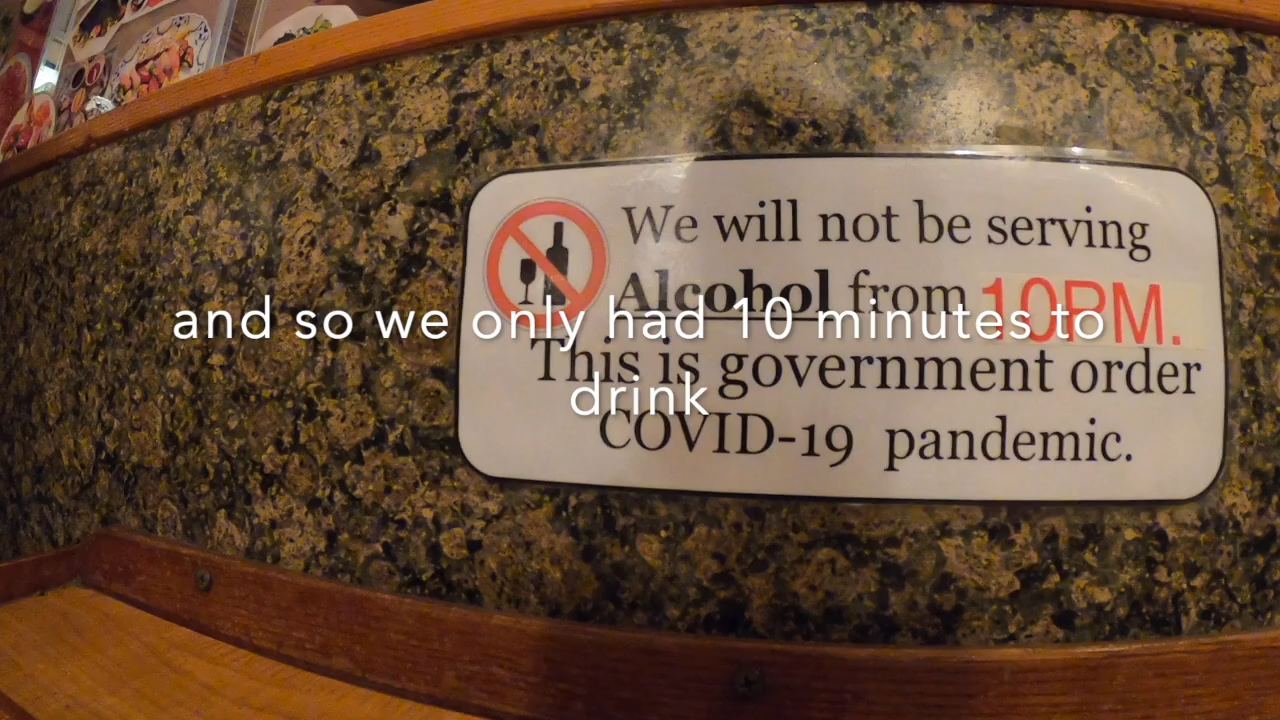 We will not be serving
Alcohol from 10PM.
This is government order
COVID-19 pandemic.
and so we only had 10 minutes to
drink